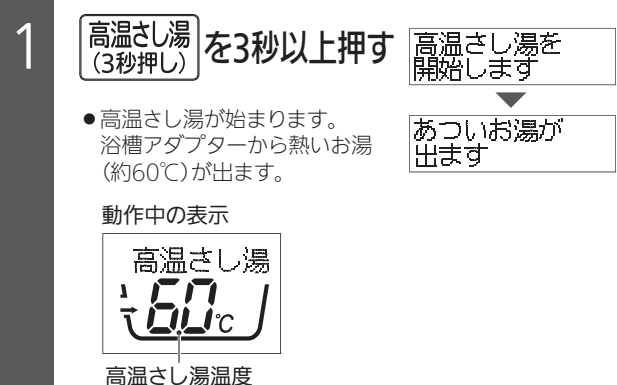 1
高温さし湯
(3秒押し)
を3秒以上押す
高温さし湯を
開始します
あついお湯が
出ます
●高温さし湯が始まります。
浴槽アダプターから熱いお湯
(約60℃)が出ます。
動作中の表示
高温さし湯
60℃
高温さし湯温度